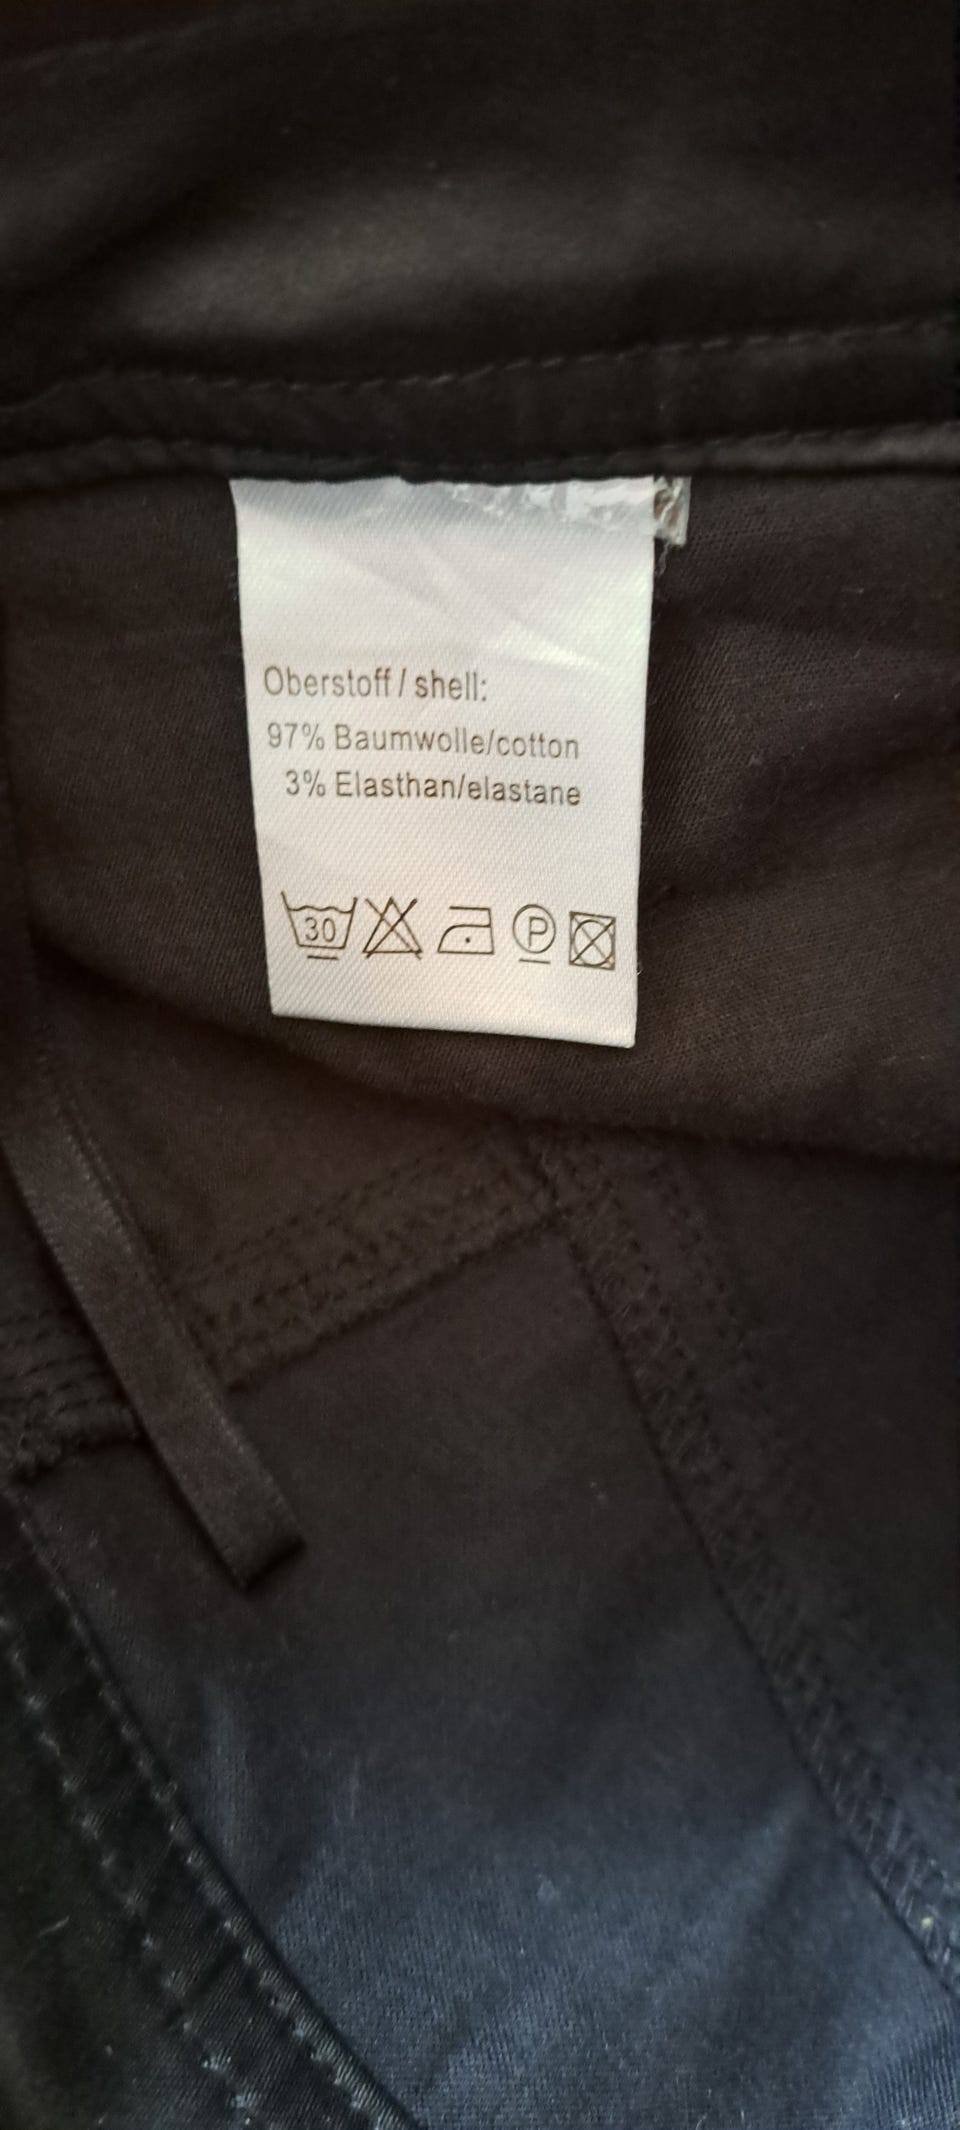 Oberstoff / shell:
97% Baumwolle/cotton
3% Elasthan/elastane
30 P